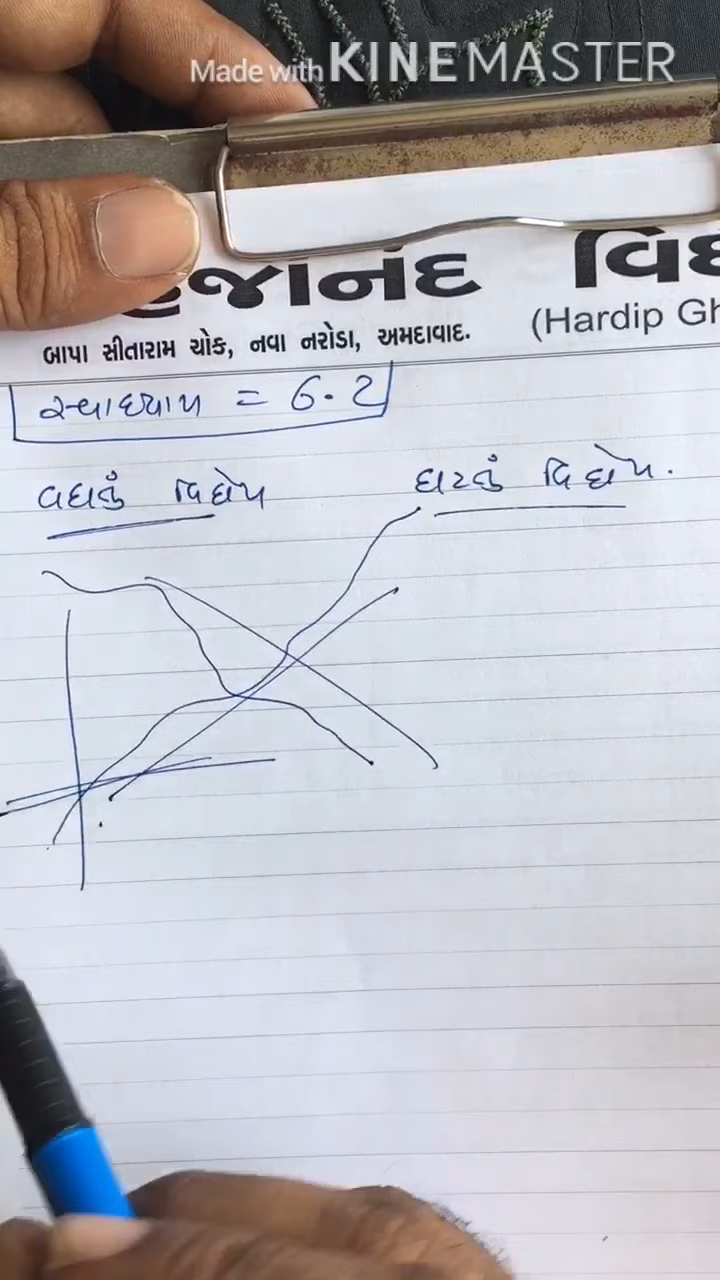 Made with KINEMASTER
જાનંદ વિદ્ય
બાપા સીતારામ ચોક, નવા નરોડા, અમદાવાદ. (Hardip Gh
સ્વાધ્યાય = 6.2
વધતું વિધેય ઘટતું વિધેય.